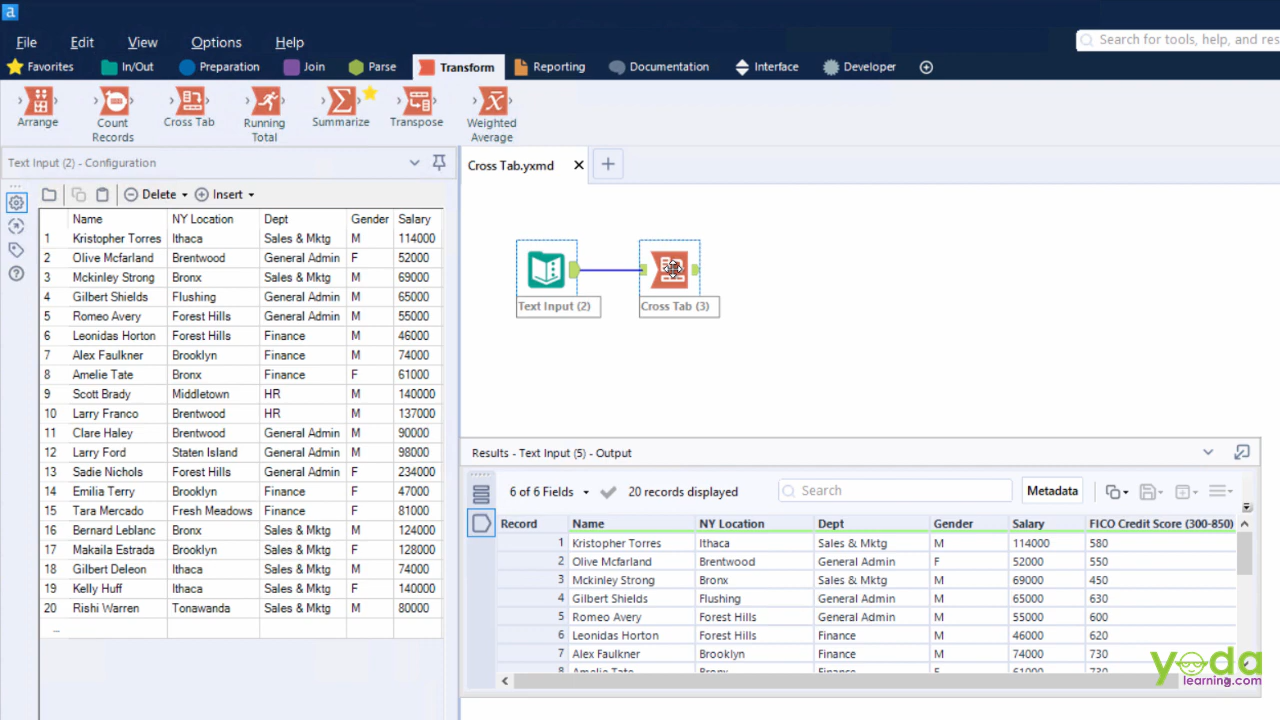 a
File Edit View Options Help
Search for tools, help, and res
Favorites In/Out Preparation Join Parse Transform Reporting Documentation Interface Developer
Arrange Count Records Cross Tab Running Total Summarize Transpose Weighted Average
Text Input (2) - Configuration
Cross Tab.yxmd
Delete Insert
Name NY Location Dept Gender Salary
1 Kristopher Torres Ithaca Sales & Mktg M 114000
2 Olive Mcfarland Brentwood General Admin F 52000
3 Mckinley Strong Bronx Sales & Mktg M 69000
4 Gilbert Shields Flushing General Admin M 65000
5 Romeo Avery Forest Hills General Admin M 55000
6 Leonidas Horton Forest Hills Finance M 46000
7 Alex Faulkner Brooklyn Finance M 74000
8 Amelie Tate Bronx Finance F 61000
9 Scott Brady Middletown HR M 140000
10 Larry Franco Brentwood HR M 137000
11 Clare Haley Brentwood General Admin M 90000
12 Larry Ford Staten Island General Admin M 98000
13 Sadie Nichols Forest Hills General Admin F 234000
14 Emilia Terry Brooklyn Finance F 47000
15 Tara Mercado Fresh Meadows Finance F 81000
16 Bernard Leblanc Bronx Sales & Mktg M 124000
17 Makaila Estrada Brooklyn Sales & Mktg F 128000
18 Gilbert Deleon Ithaca Sales & Mktg M 74000
19 Kelly Huff Ithaca Sales & Mktg F 140000
20 Rishi Warren Tonawanda Sales & Mktg M 80000
Text Input (2) Cross Tab (3)
Results - Text Input (5) - Output
6 of 6 Fields 20 records displayed Search Metadata
Record Name NY Location Dept Gender Salary FICO Credit Score (300-850)
1 Kristopher Torres Ithaca Sales & Mktg M 114000 580
2 Olive Mcfarland Brentwood General Admin F 52000 550
3 Mckinley Strong Bronx Sales & Mktg M 69000 450
4 Gilbert Shields Flushing General Admin M 65000 630
5 Romeo Avery Forest Hills General Admin M 55000 600
6 Leonidas Horton Forest Hills Finance M 46000 620
7 Alex Faulkner Brooklyn Finance M 74000 730
8 Amelie Tate Bronx Finance F 61000 730
yoda
learning.com